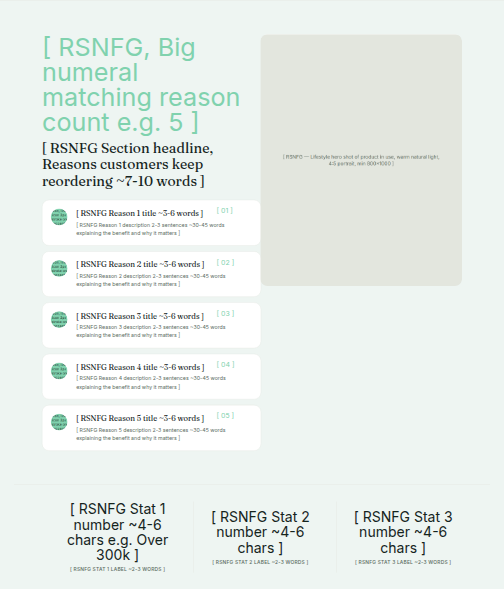 [ RSNFG, Big
numeral
matching reason
count e.g. 5 ]
[ RSNFG Section headline,
Reasons customers keep
reordering ~7-10 words ]
[ RSNFG — Lifestyle hero shot of product in use, warm natural light,
4:5 portrait, min 800×1000 ]
[ RSNFG Reason 1 title ~3-6 words ]
[ 01 ]
[ RSNFG Reason 1 description 2-3 sentences ~30-45 words
explaining the benefit and why it matters ]
[ RSNFG Reason 2 title ~3-6 words ]
[ 02 ]
[ RSNFG Reason 2 description 2-3 sentences ~30-45 words
explaining the benefit and why it matters ]
[ RSNFG Reason 3 title ~3-6 words ]
[ 03 ]
[ RSNFG Reason 3 description 2-3 sentences ~30-45 words
explaining the benefit and why it matters ]
[ RSNFG Reason 4 title ~3-6 words ]
[ 04 ]
[ RSNFG Reason 4 description 2-3 sentences ~30-45 words
explaining the benefit and why it matters ]
[ RSNFG Reason 5 title ~3-6 words ]
[ 05 ]
[ RSNFG Reason 5 description 2-3 sentences ~30-45 words
explaining the benefit and why it matters ]
[ RSNFG Stat 1
number ~4-6
chars e.g. Over
300k ]
[ RSNFG STAT 1 LABEL ~2-3 WORDS ]
[ RSNFG Stat 2
number ~4-6
chars ]
[ RSNFG STAT 2 LABEL ~2-3 WORDS ]
[ RSNFG Stat 3
number ~4-6
chars ]
[ RSNFG STAT 3 LABEL ~2-3 WORDS ]